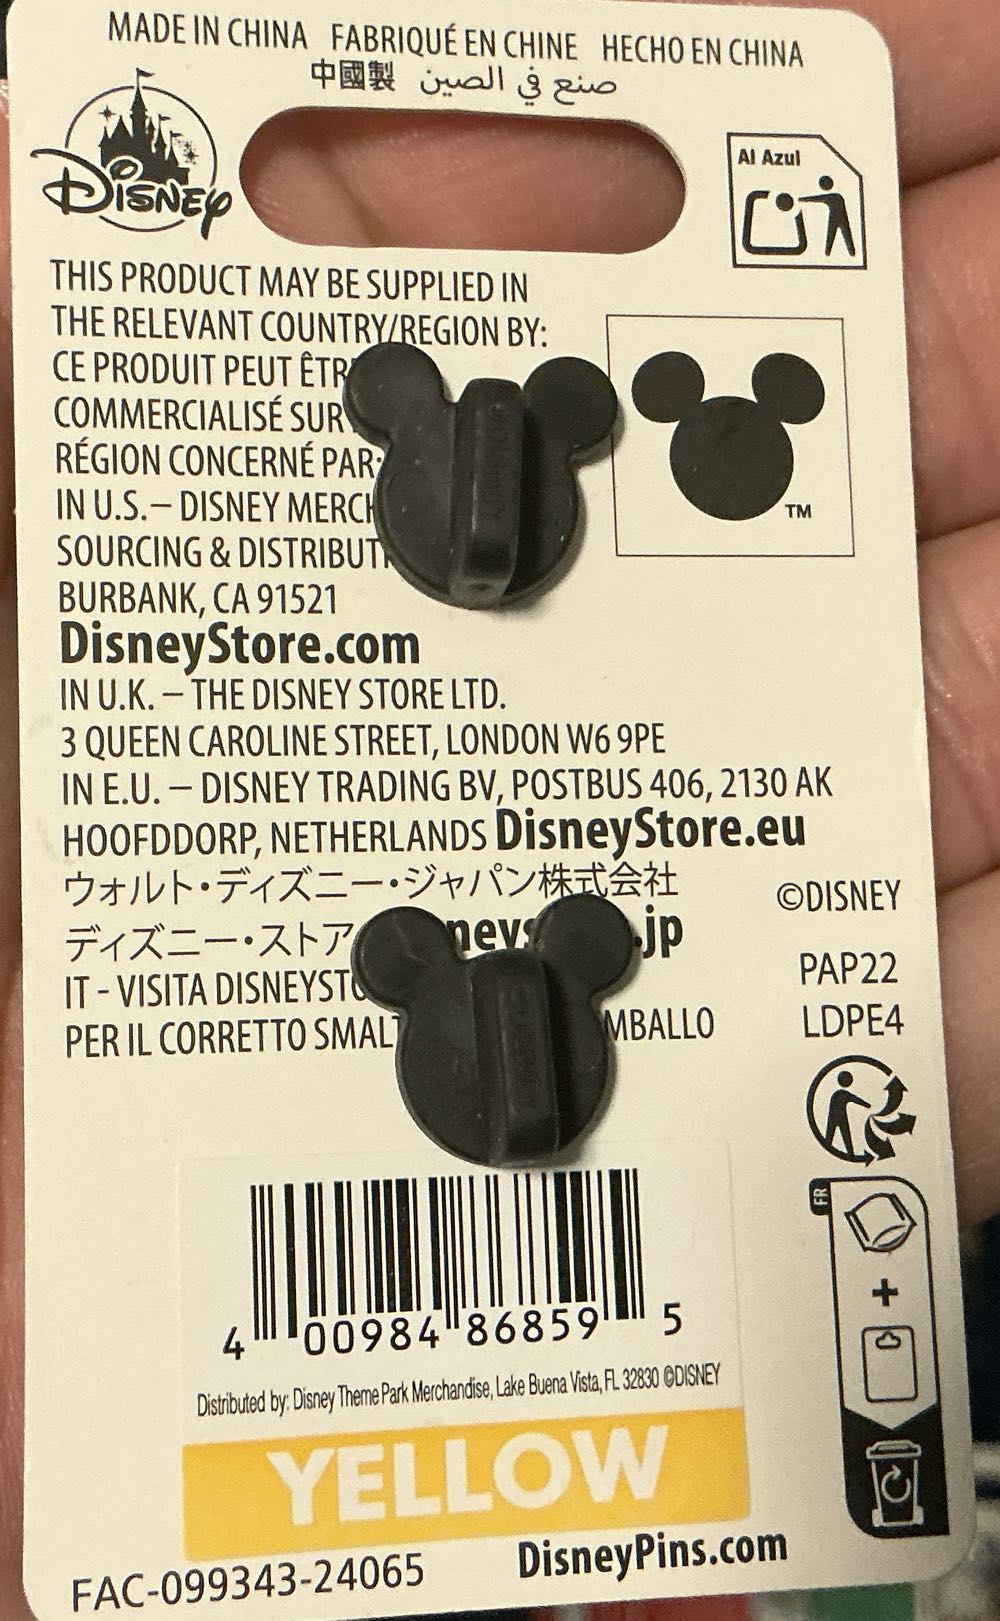 MADE IN CHINA FABRIQUÉ EN CHINE HECHO EN CHINA
中國製 صنع في الصين
Disney
Al Azul
THIS PRODUCT MAY BE SUPPLIED IN
THE RELEVANT COUNTRY/REGION BY:
CE PRODUIT PEUT
COMMERCIALISÉ SUR
RÉGION CONCERNÉ PAR:
IN U.S. – DISNEY
SOURCING &
BURBANK, CA 91521
TM
DisneyStore.com
IN U.K. – THE DISNEY STORE LTD.
3 QUEEN CAROLINE STREET, LONDON W6 9PE
IN E.U. – DISNEY TRADING BV, POSTBUS 406, 2130 AK
HOOFDDORP, NETHERLANDS DisneyStore.eu
ウォルト・ディズニー・ジャパン株式会社
ディズニー・ストア .jp
IT - VISITA
PER IL CORRETTO
©DISNEY
PAP22
LDPE4
FR
+
4 00984 86859 5
Distributed by: Disney Theme Park Merchandise, Lake Buena Vista, FL 32830 ©DISNEY
YELLOW
FAC-099343-24065 DisneyPins.com